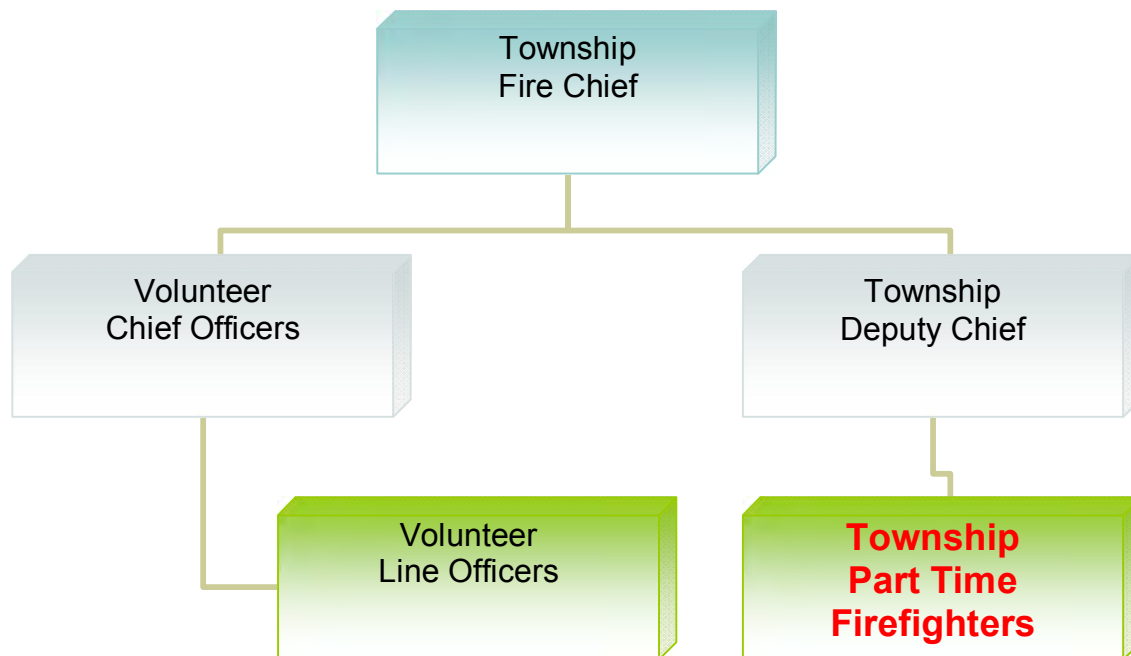 Township
Fire Chief
Volunteer
Chief Officers
Township
Deputy Chief
Volunteer
Line Officers
Township
Part Time
Firefighters